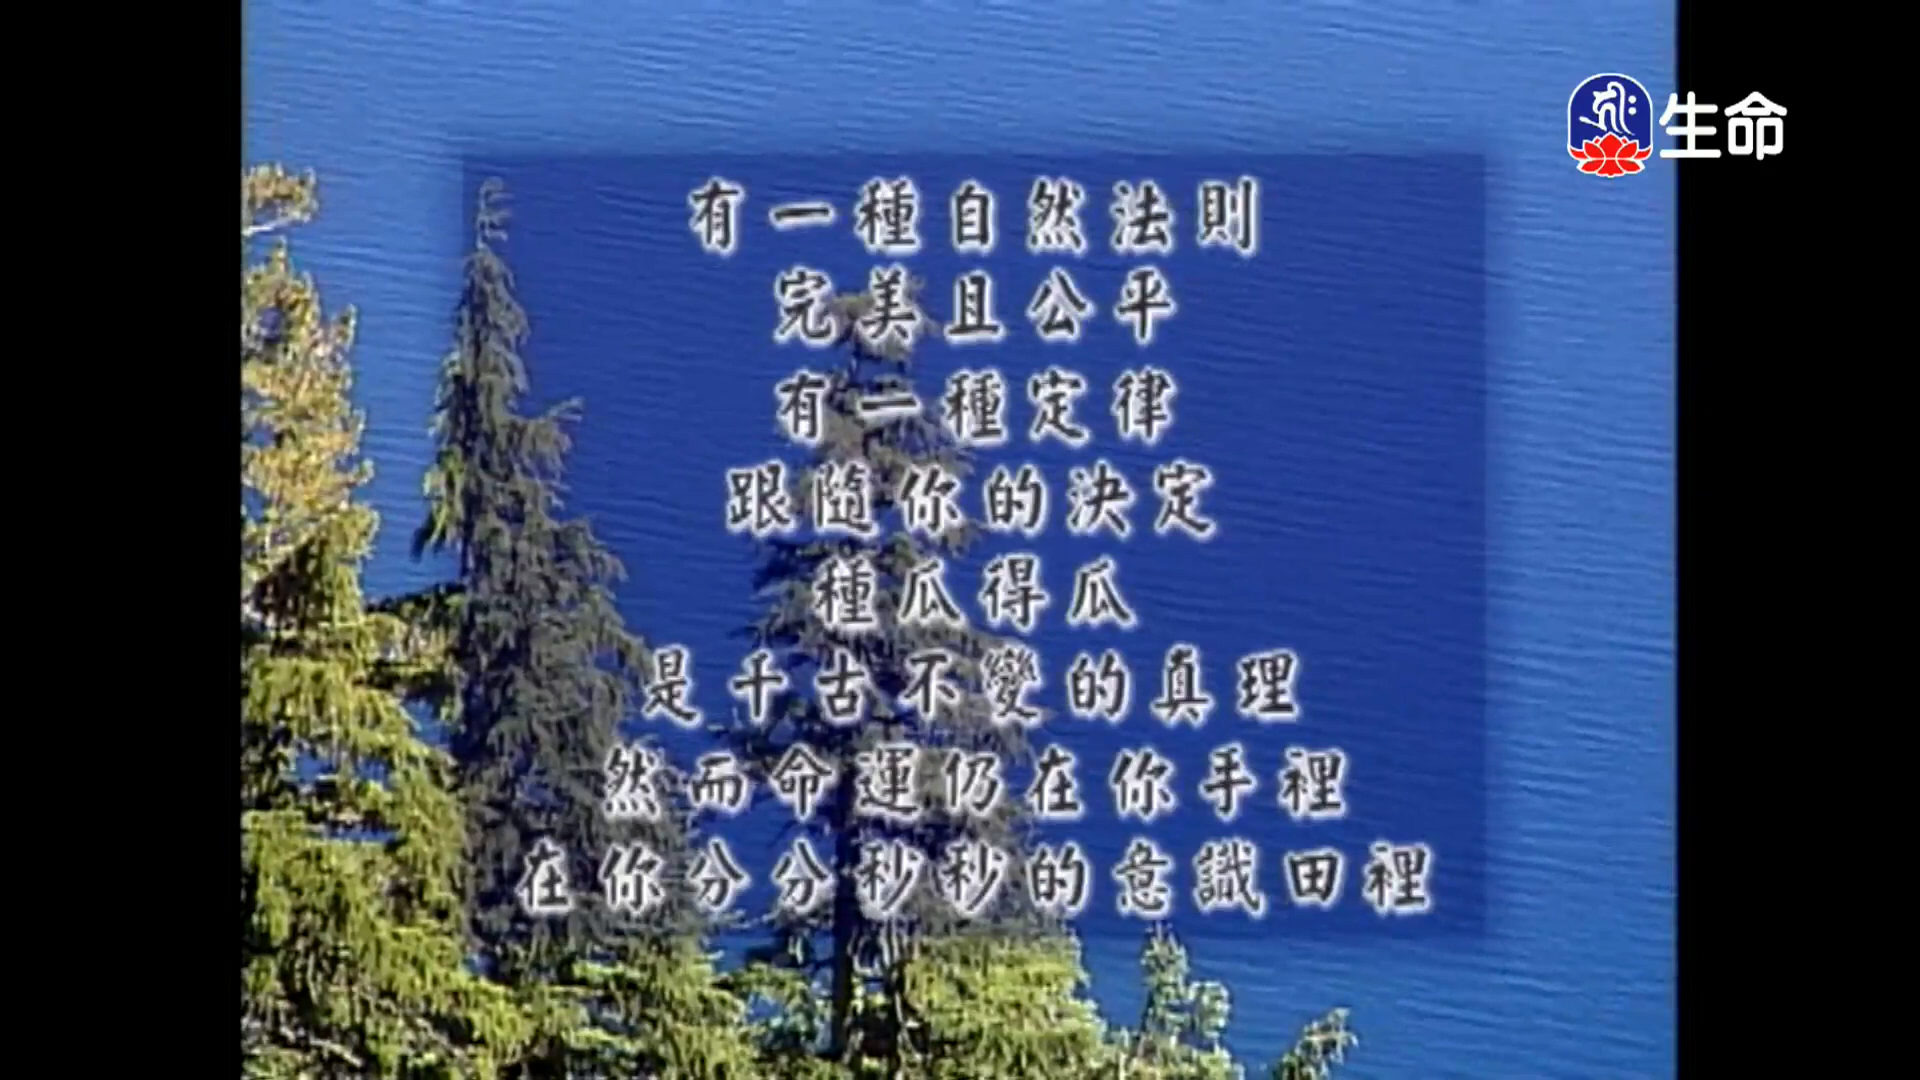 生命
有一種自然法則
完美且公平
有一種定律
跟隨你的決定
種瓜得瓜
是千古不變的真理
然而命運仍在你手裡
在你分分秒秒的意識田裡